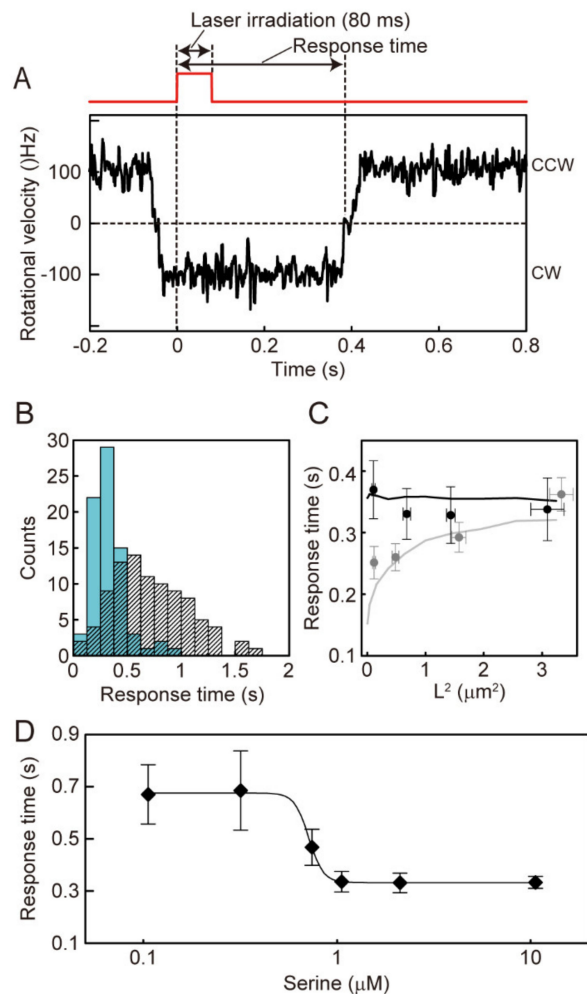 Laser irradiation (80 ms)
Response time
A
Rotational velocity ()Hz)
100
0
-100
CCW
CW
-0.2 0 0.2 0.4 0.6 0.8
Time (s)
B
Counts
30
25
20
15
10
5
0
0 0.5 1 1.5 2
Response time (s)
C
Response time (s)
0.4
0.3
0.2
0.1
0 1 2 3
L² (μm²)
D
Response time (s)
0.9
0.7
0.5
0.3
0.1
0.1 1 10
Serine (μM)